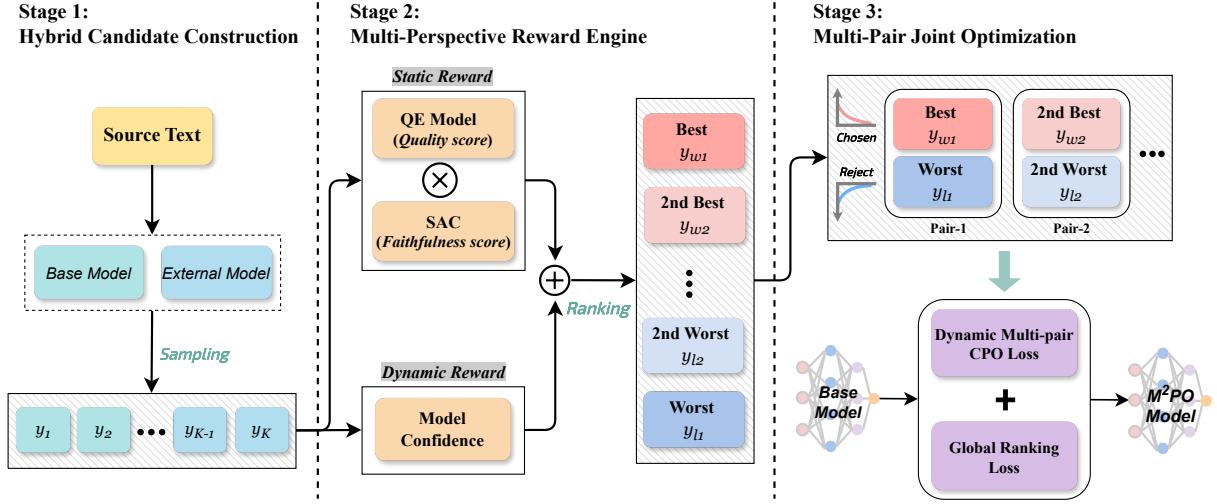 Stage 1:
Hybrid Candidate Construction
Source Text
Base Model
External Model
Sampling
y1
y2
•••
yK-1
yK
Stage 2:
Multi-Perspective Reward Engine
Static Reward
QE Model
(Quality score)
SAC
(Faithfulness score)
Dynamic Reward
Model
Confidence
Ranking
Best
yw1
2nd Best
yw2
2nd Worst
yl2
Worst
yl1
Stage 3:
Multi-Pair Joint Optimization
Chosen
Reject
Best
yw1
Worst
yl1
Pair-1
2nd Best
yw2
2nd Worst
yl2
Pair-2
•••
Base
Model
Dynamic Multi-pair
CPO Loss
+
Global Ranking
Loss
M²PO
Model